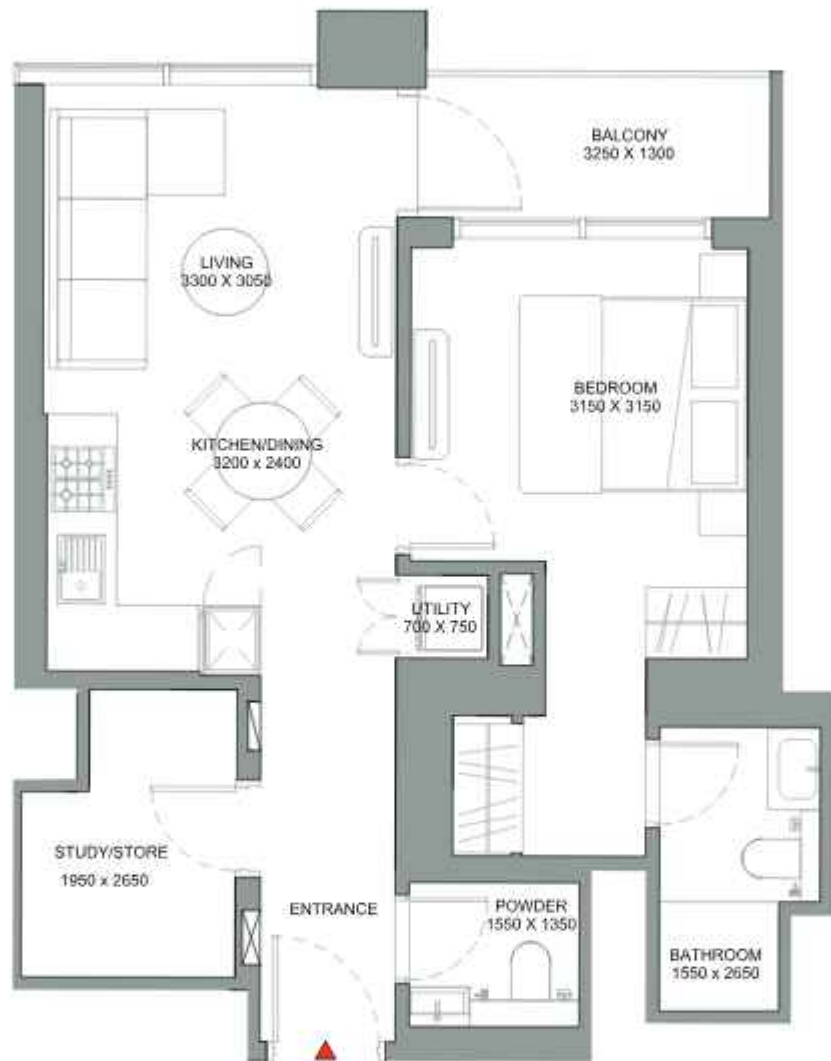 BALCONY
3250 X 1300
LIVING
3300 X 3050
BEDROOM
3150 X 3150
KITCHEN/DINING
3200 x 2400
UTILITY
700 X 750
STUDY/STORE
1950 x 2650
ENTRANCE
POWDER
1550 X 1350
BATHROOM
1550 x 2650